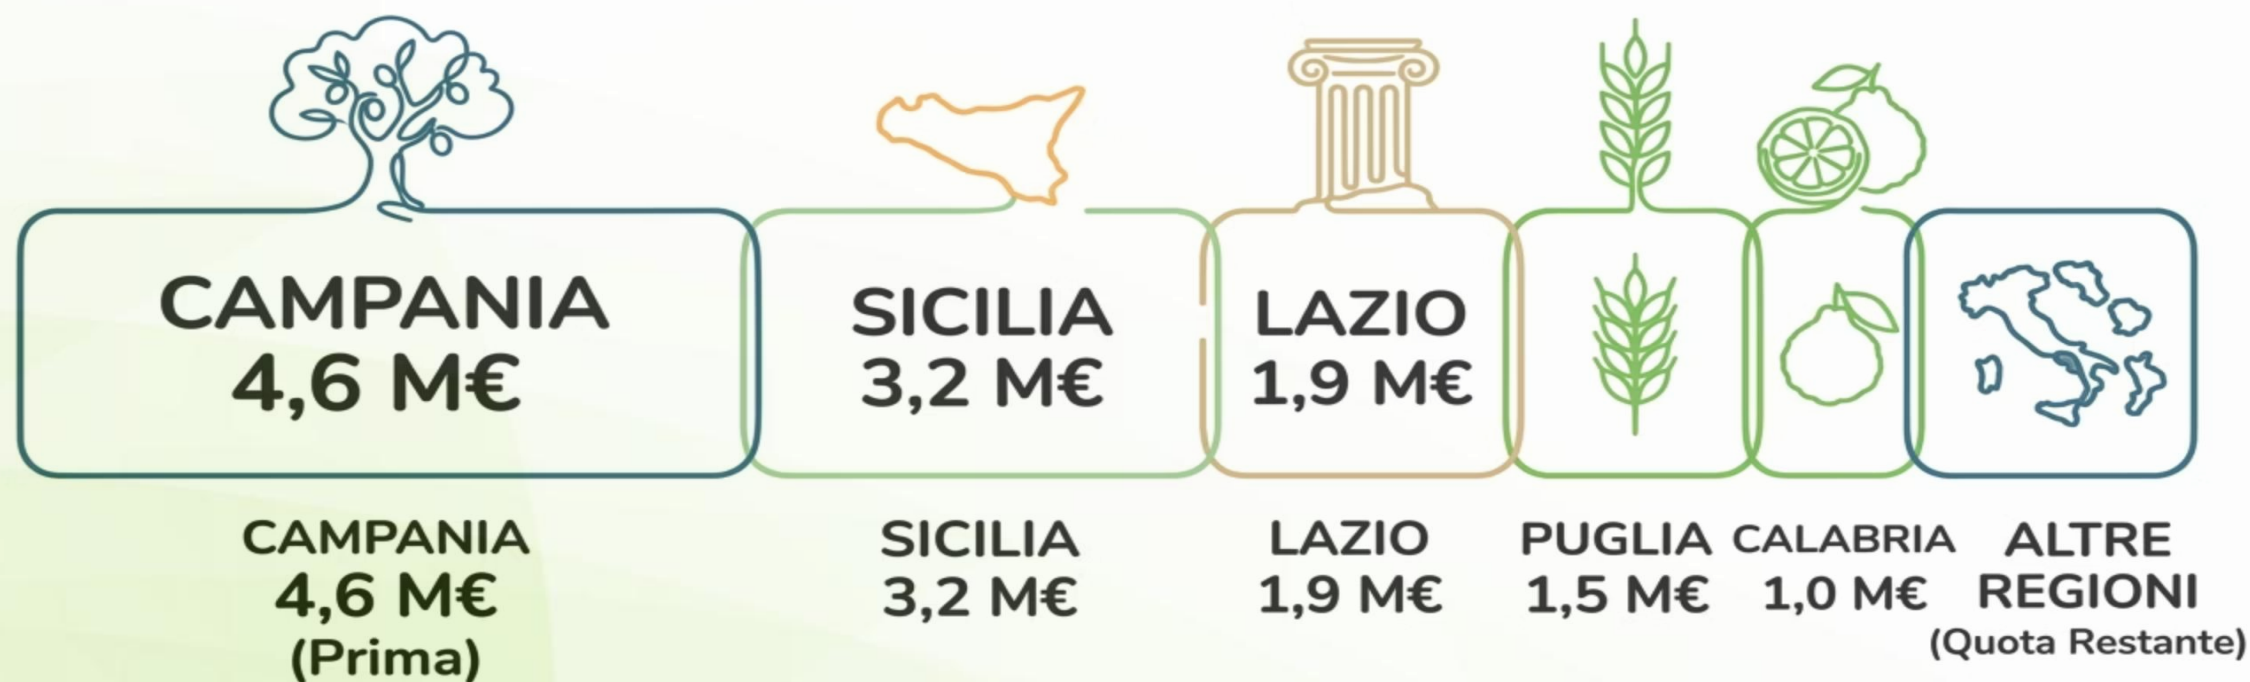 CAMPANIA
4,6 M€
SICILIA
3,2 M€
LAZIO
1,9 M€
CAMPANIA
4,6 M€
(Prima)
SICILIA
3,2 M€
LAZIO
1,9 M€
PUGLIA
1,5 M€
CALABRIA
1,0 M€
ALTRE
REGIONI
(Quota Restante)